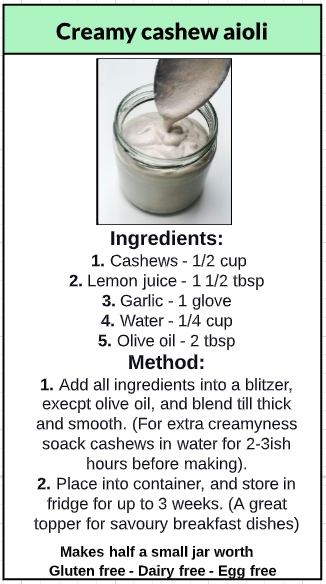 Creamy cashew aioli
Ingredients:
1. Cashews - 1/2 cup
2. Lemon juice - 1 1/2 tbsp
3. Garlic - 1 glove
4. Water - 1/4 cup
5. Olive oil - 2 tbsp
Method:
1. Add all ingredients into a blitzer,
execpt olive oil, and blend till thick
and smooth. (For extra creamyness
soack cashews in water for 2-3ish
hours before making).
2. Place into container, and store in
fridge for up to 3 weeks. (A great
topper for savoury breakfast dishes)
Makes half a small jar worth
Gluten free - Dairy free - Egg free